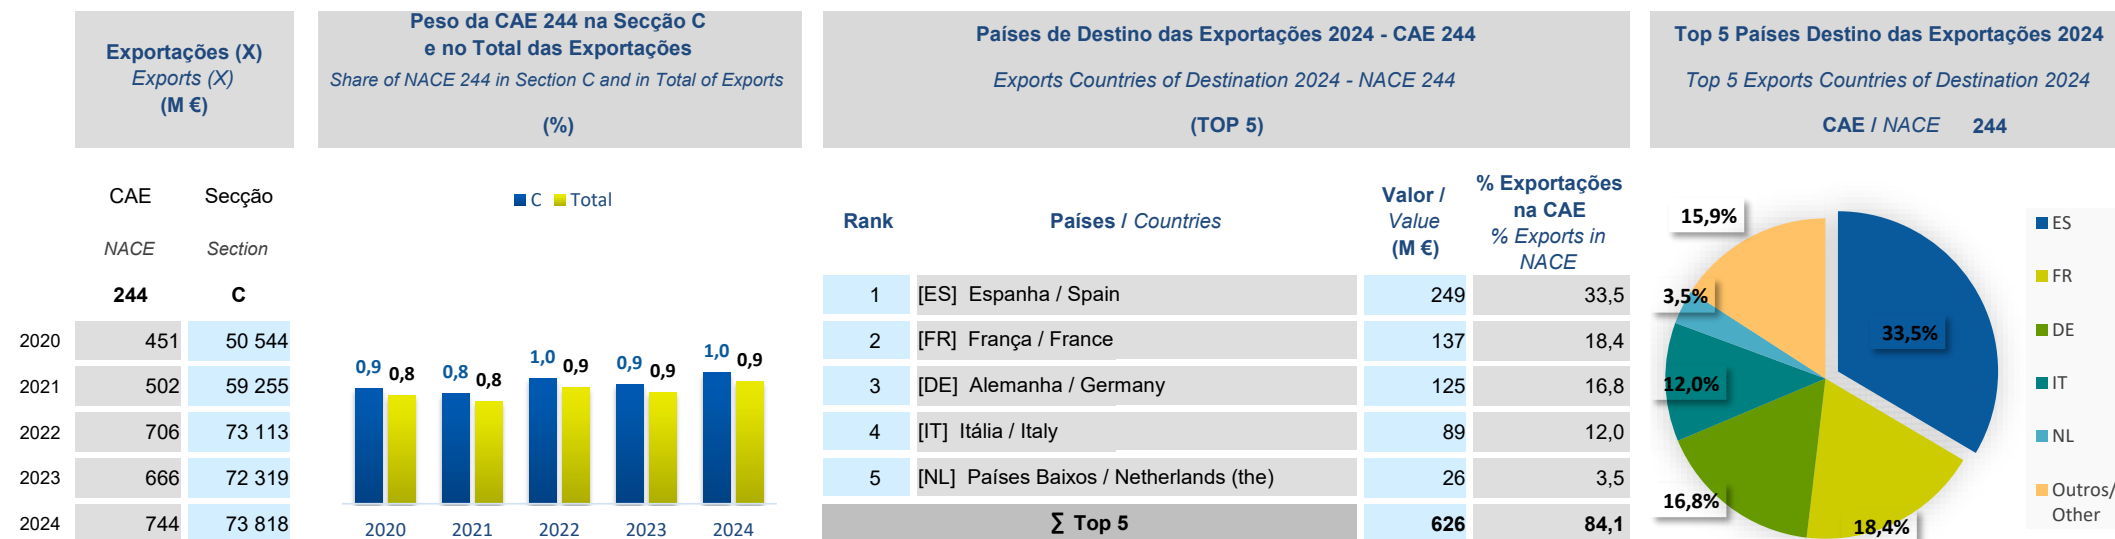 Exportações (X)
Exports (X)
(M €)
Peso da CAE 244 na Secção C
e no Total das Exportações
Share of NACE 244 in Section C and in Total of Exports
(%)
Países de Destino das Exportações 2024 - CAE 244
Exports Countries of Destination 2024 - NACE 244
(TOP 5)
Top 5 Países Destino das Exportações 2024
Top 5 Exports Countries of Destination 2024
CAE / NACE 244
CAE Secção
NACE Section
244 C
2020 451 50 544
2021 502 59 255
2022 706 73 113
2023 666 72 319
2024 744 73 818
C Total
0,9 0,8 0,8 0,8 1,0 0,9 0,9 0,9 1,0 0,9
2020 2021 2022 2023 2024
Rank
Países / Countries
Valor /
Value
(M €)
% Exportações
na CAE
% Exports in
NACE
1 [ES] Espanha / Spain 249 33,5
2 [FR] França / France 137 18,4
3 [DE] Alemanha / Germany 125 16,8
4 [IT] Itália / Italy 89 12,0
5 [NL] Países Baixos / Netherlands (the) 26 3,5
∑ Top 5 626 84,1
15,9%
3,5%
33,5%
12,0%
16,8%
18,4%
ES
FR
DE
IT
NL
Outros/
Other